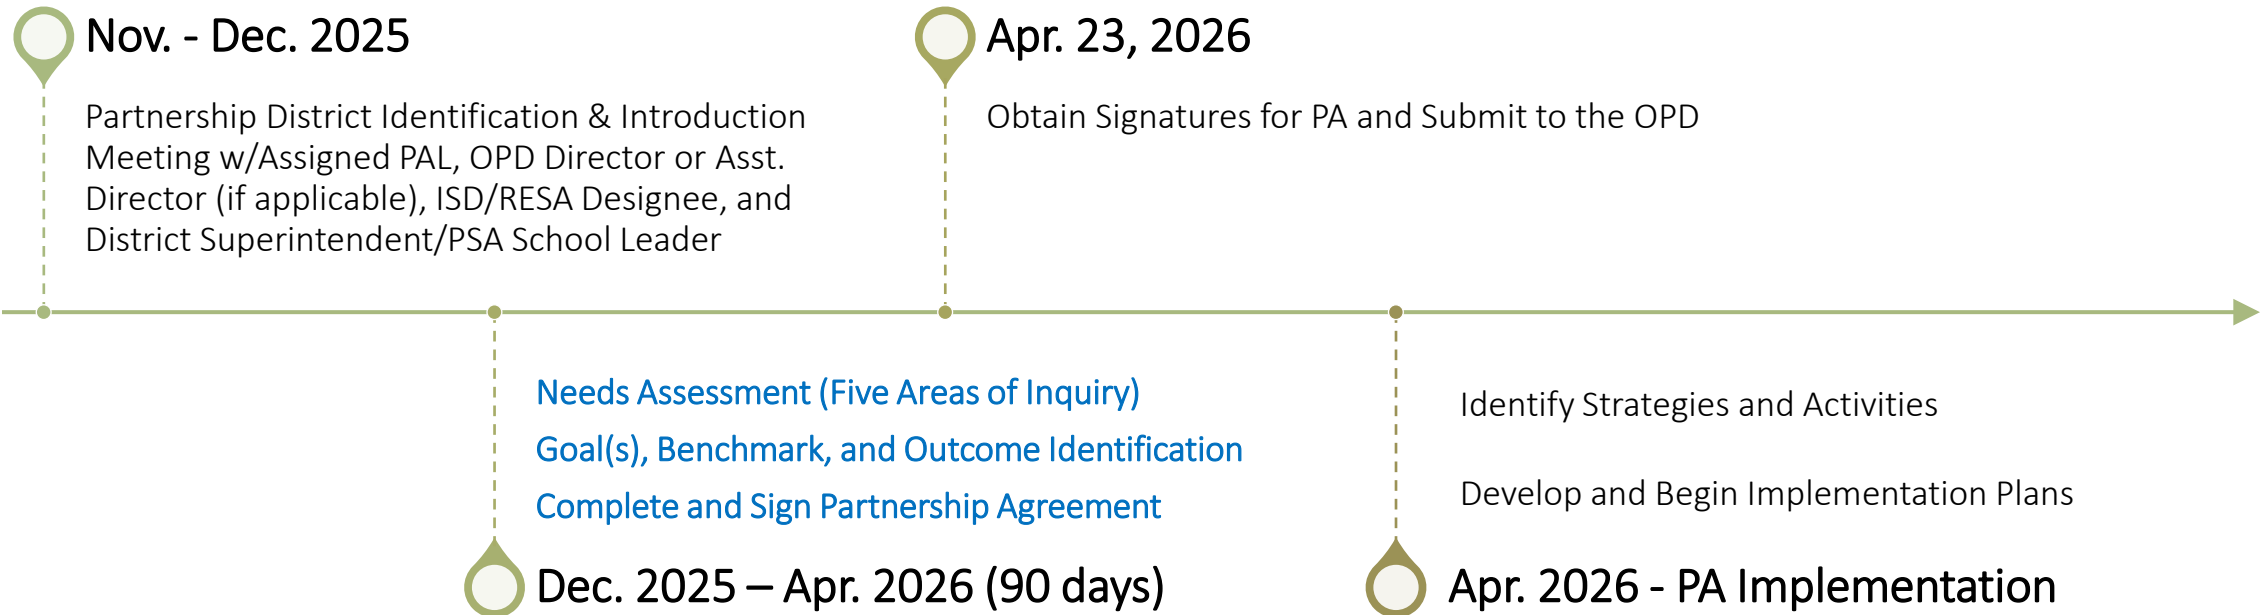 Nov. - Dec. 2025
Partnership District Identification & Introduction
Meeting w/Assigned PAL, OPD Director or Asst.
Director (if applicable), ISD/RESA Designee, and
District Superintendent/PSA School Leader
Apr. 23, 2026
Obtain Signatures for PA and Submit to the OPD
Needs Assessment (Five Areas of Inquiry)
Goal(s), Benchmark, and Outcome Identification
Complete and Sign Partnership Agreement
Dec. 2025 – Apr. 2026 (90 days)
Identify Strategies and Activities
Develop and Begin Implementation Plans
Apr. 2026 - PA Implementation